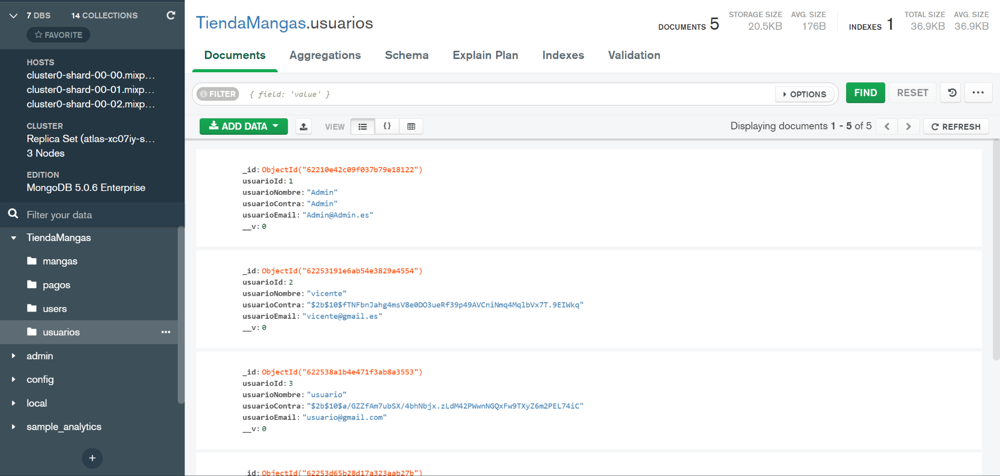 7 DBS 14 COLLECTIONS
FAVORITE
HOSTS
cluster0-shard-00-00.mixp...
cluster0-shard-00-01.mixp...
cluster0-shard-00-02.mixp...
CLUSTER
Replica Set (atlas-xc07iy-s...
3 Nodes
EDITION
MongoDB 5.0.6 Enterprise
Filter your data
TiendaMangas
mangas
pagos
users
usuarios
admin
config
local
sample_analytics
TiendaMangas.usuarios
DOCUMENTS 5
STORAGE SIZE 20.5KB
AVG. SIZE 176B
INDEXES 1
TOTAL SIZE 36.9KB
AVG. SIZE 36.9KB
Documents Aggregations Schema Explain Plan Indexes Validation
FILTER { field: 'value' } OPTIONS FIND RESET
ADD DATA VIEW {} Displaying documents 1 - 5 of 5 REFRESH
_id: ObjectId("62210e42c09f037b79e18122")
usuarioId: 1
usuarioNombre: "Admin"
usuarioContra: "Admin"
usuarioEmail: "Admin@Admin.es"
__v: 0
_id: ObjectId("62253191e6ab54e3829a4554")
usuarioId: 2
usuarioNombre: "vicente"
usuarioContra: "$2b$10$fTNFbnJahg4msV8e0DO3ueRf39p49AVCniNmq4MqlbVx7T.9EIWkq"
usuarioEmail: "vicente@gmail.es"
__v: 0
_id: ObjectId("622538a1b4e471f3ab8a3553")
usuarioId: 3
usuarioNombre: "usuario"
usuarioContra: "$2b$10$a/GZZfAm7ubSX/4bhNbjx.zLdM42PWwnNGQxFw9TXyZ6m2PEL74iC"
usuarioEmail: "usuario@gmail.com"
__v: 0
_id: ObjectId("62253d65b28d17a323aab27b")